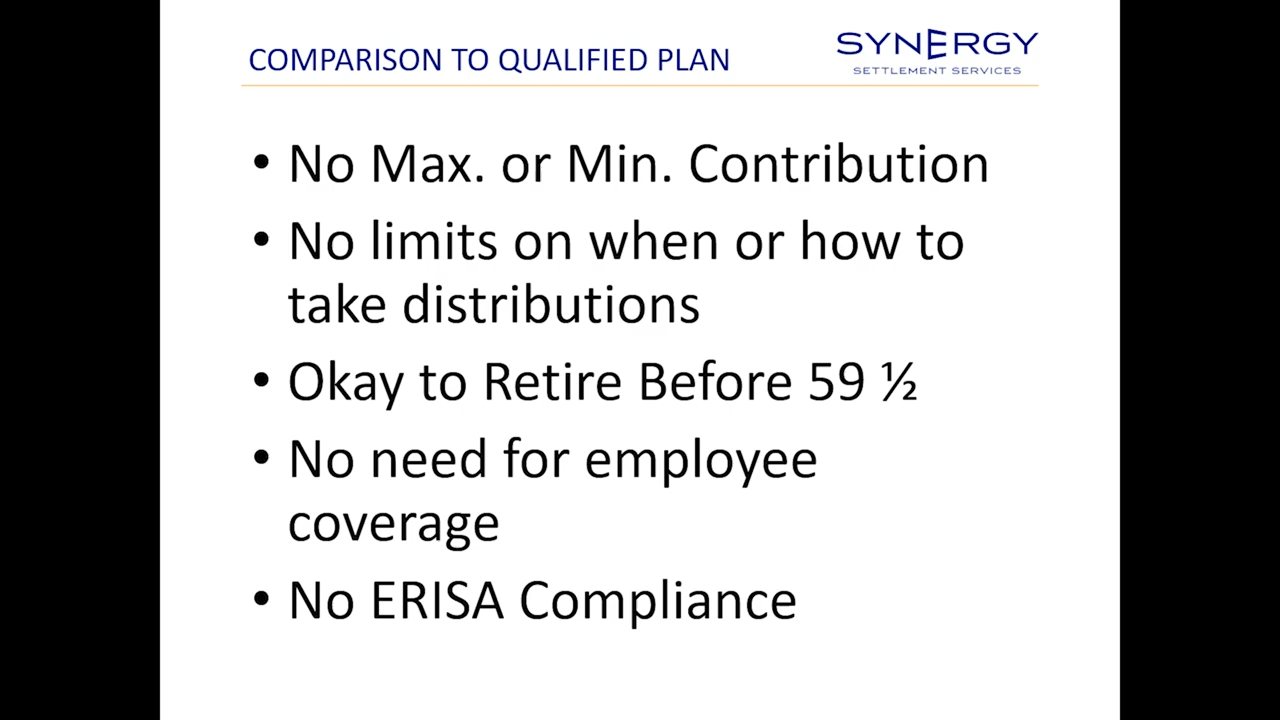 COMPARISON TO QUALIFIED PLAN
SYNERGY
SETTLEMENT SERVICES
• No Max. or Min. Contribution
• No limits on when or how to
take distributions
• Okay to Retire Before 59 ½
• No need for employee
coverage
• No ERISA Compliance